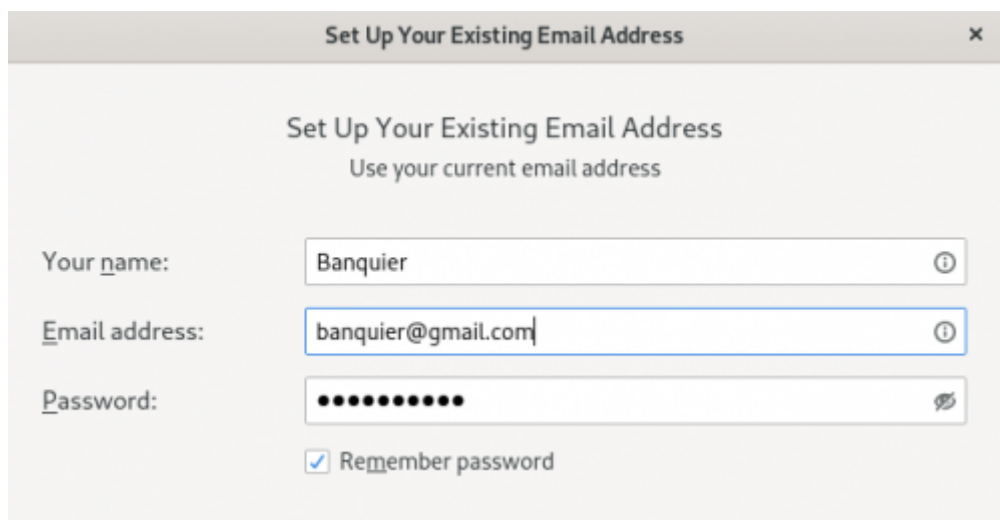 Set Up Your Existing Email Address
Set Up Your Existing Email Address
Use your current email address
Your name: Banquier
Email address: banquier@gmail.com
Password: ●●●●●●●●●●
Remember password